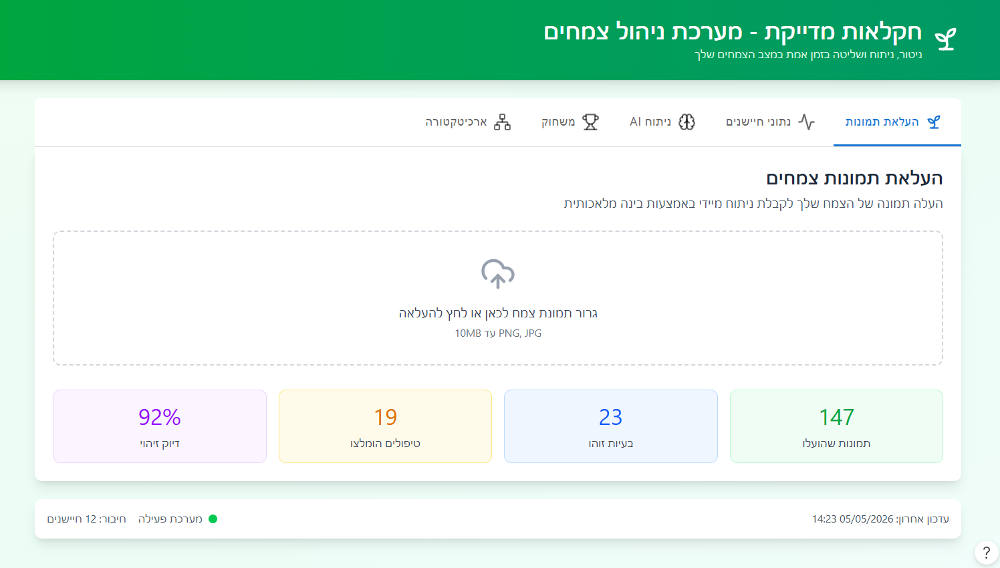 חקלאות מדייקת - מערכת ניהול צמחים
ניטור, ניתוח ושליטה בזמן אמת במצב הצמחים שלך
העלאת תמונות
נתוני חיישנים
ניתוח AI
משחוק
ארכיטקטורה
העלאת תמונות צמחים
העלה תמונה של הצמח שלך לקבלת ניתוח מיידי באמצעות בינה מלאכותית
גרור תמונת צמח לכאן או לחץ להעלאה
PNG, JPG עד 10MB
147
תמונות שהועלו
23
בעיות זוהו
19
טיפולים הומלצו
92%
דיוק זיהוי
עדכון אחרון: 05/05/2026 14:23
מערכת פעילה
חיבור: 12 חיישנים
?